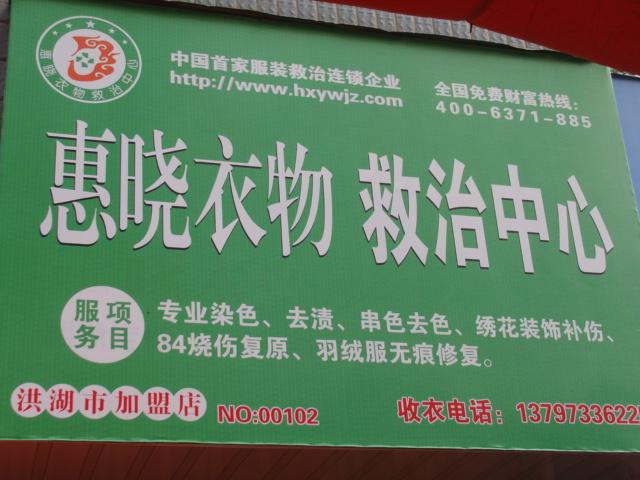 惠晓衣物救治中心
中国首家服装救治连锁企业
http://www.hxywjz.com
全国免费财富热线:
400-6371-885
惠晓衣物 救治中心
服务项目
专业染色、去渍、串色去色、绣花装饰补伤、
84烧伤复原、羽绒服无痕修复。
洪湖市加盟店 NO:00102 收衣电话: 1379733622